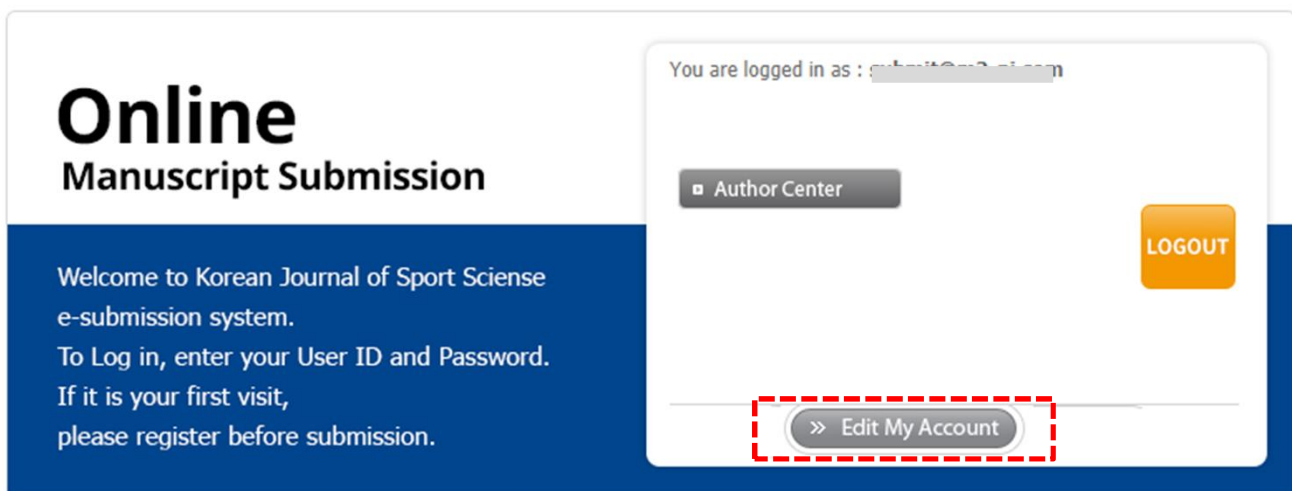 Online
Manuscript Submission
Welcome to Korean Journal of Sport Sciense
e-submission system.
To Log in, enter your User ID and Password.
If it is your first visit,
please register before submission.
You are logged in as :
Author Center
LOGOUT
» Edit My Account